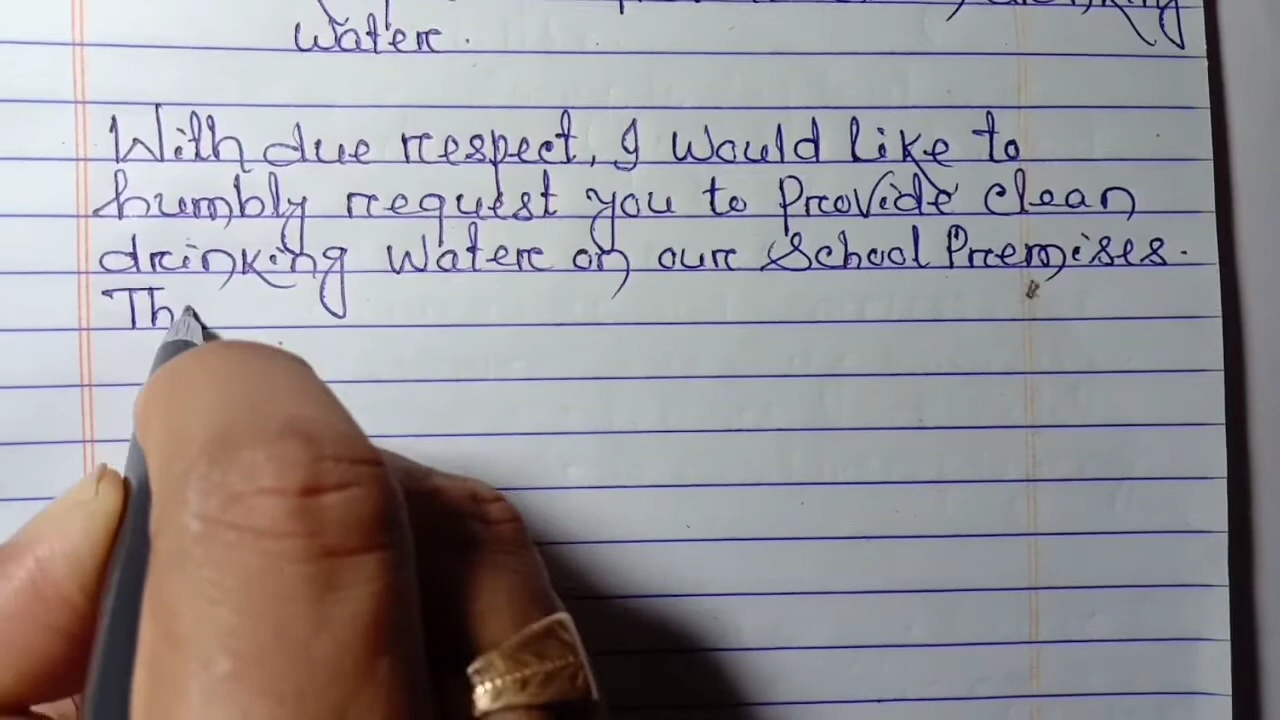 drinking
Water.
With due respect, I would like to
humbly request you to Provide clean
drinking Water on our School Premises.
Th